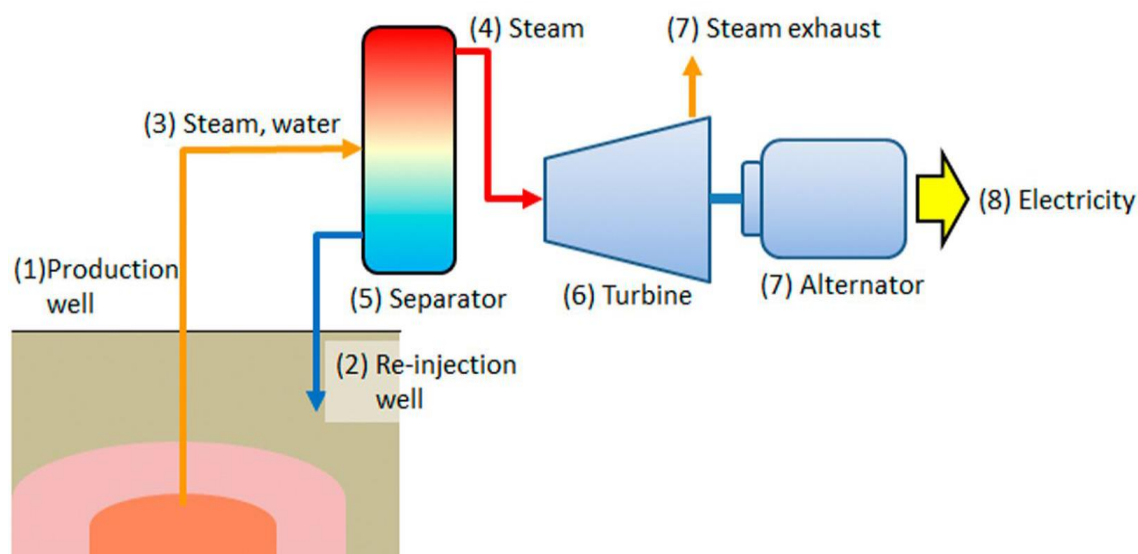 (4) Steam
(7) Steam exhaust
(3) Steam, water
(8) Electricity
(1)Production
well
(5) Separator
(6) Turbine
(7) Alternator
(2) Re-injection
well